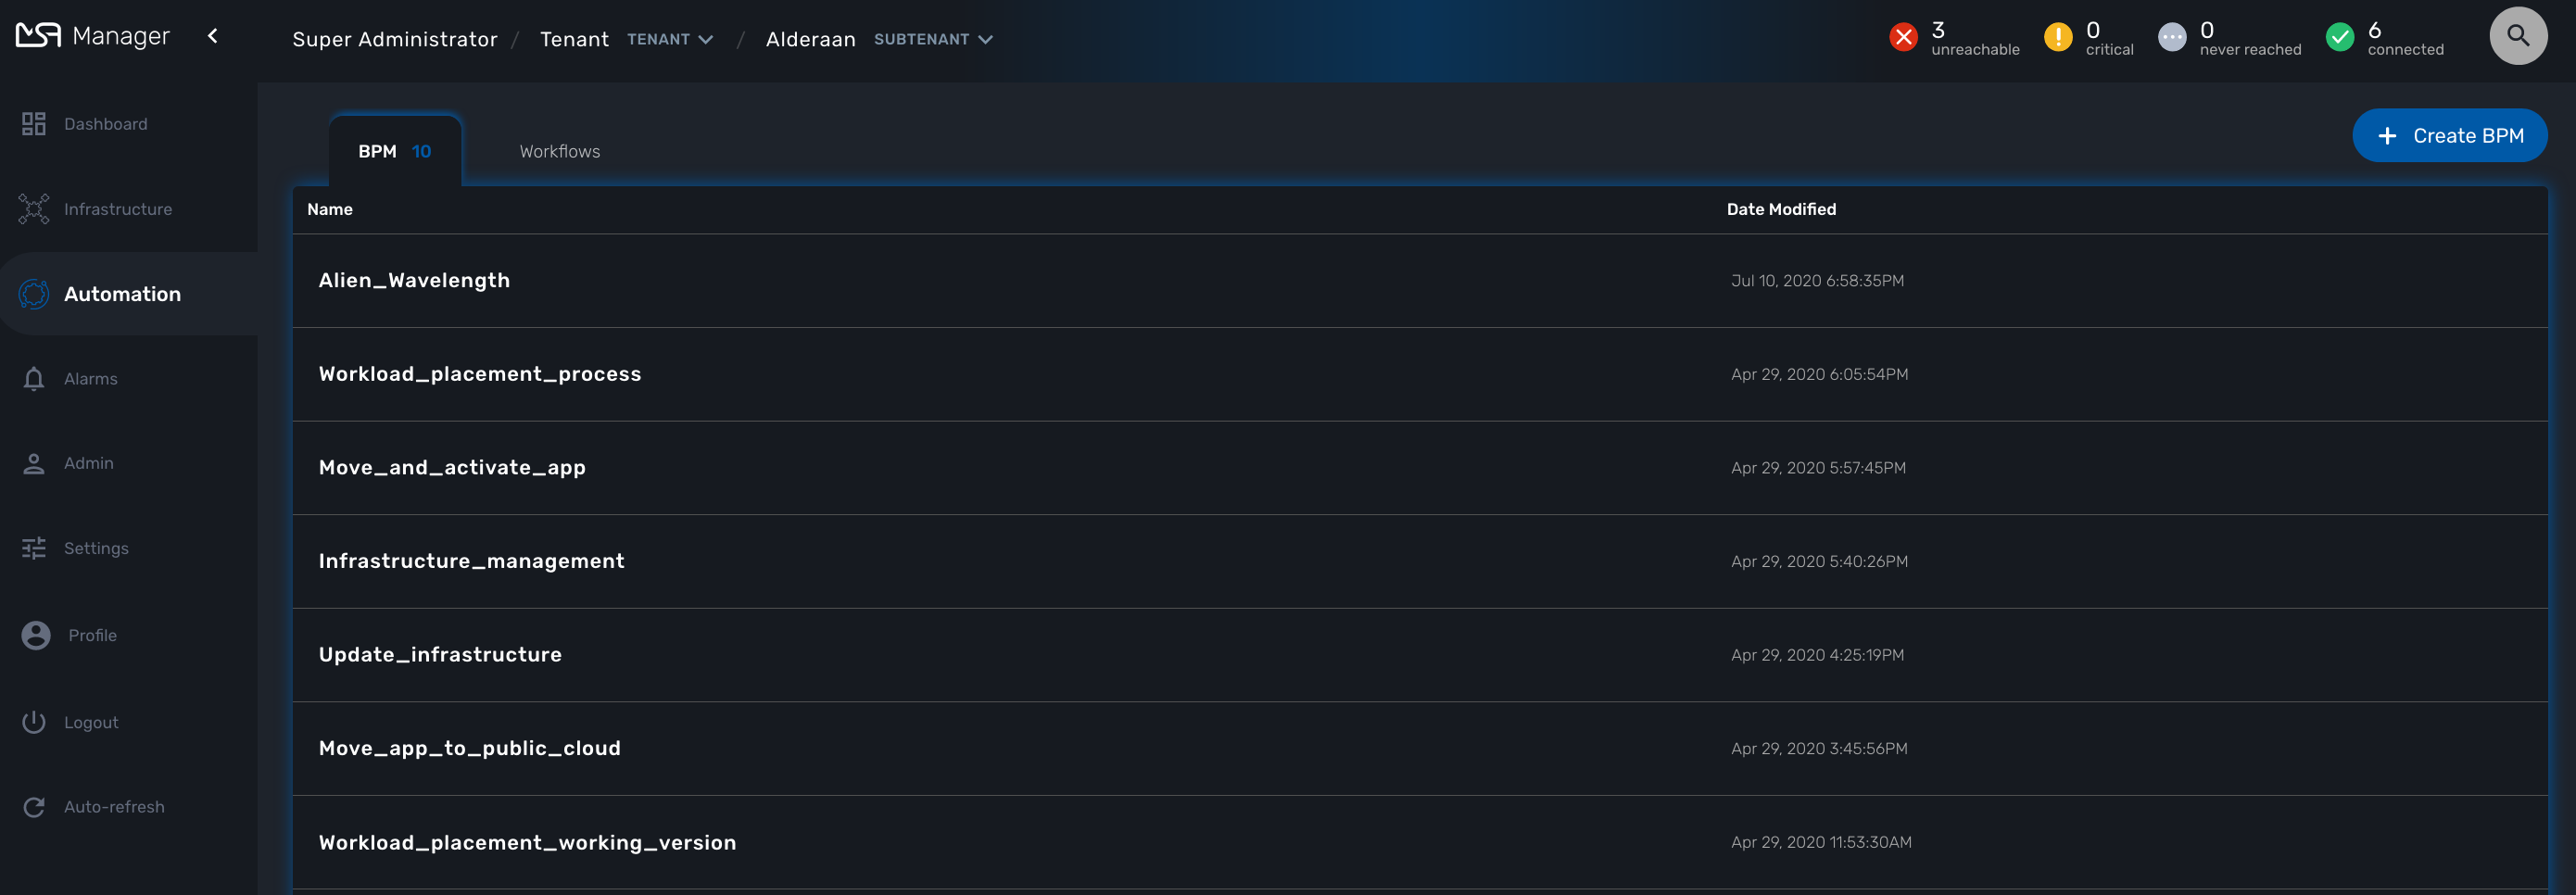 MSA Manager
Super Administrator / Tenant TENANT / Alderaan SUBTENANT
3 unreachable
0 critical
0 never reached
6 connected
Dashboard
Infrastructure
Automation
Alarms
Admin
Settings
Profile
Logout
Auto-refresh
BPM 10
Workflows
Create BPM
Name Date Modified
Alien_Wavelength Jul 10, 2020 6:58:35PM
Workload_placement_process Apr 29, 2020 6:05:54PM
Move_and_activate_app Apr 29, 2020 5:57:45PM
Infrastructure_management Apr 29, 2020 5:40:26PM
Update_infrastructure Apr 29, 2020 4:25:19PM
Move_app_to_public_cloud Apr 29, 2020 3:45:56PM
Workload_placement_working_version Apr 29, 2020 11:53:30AM